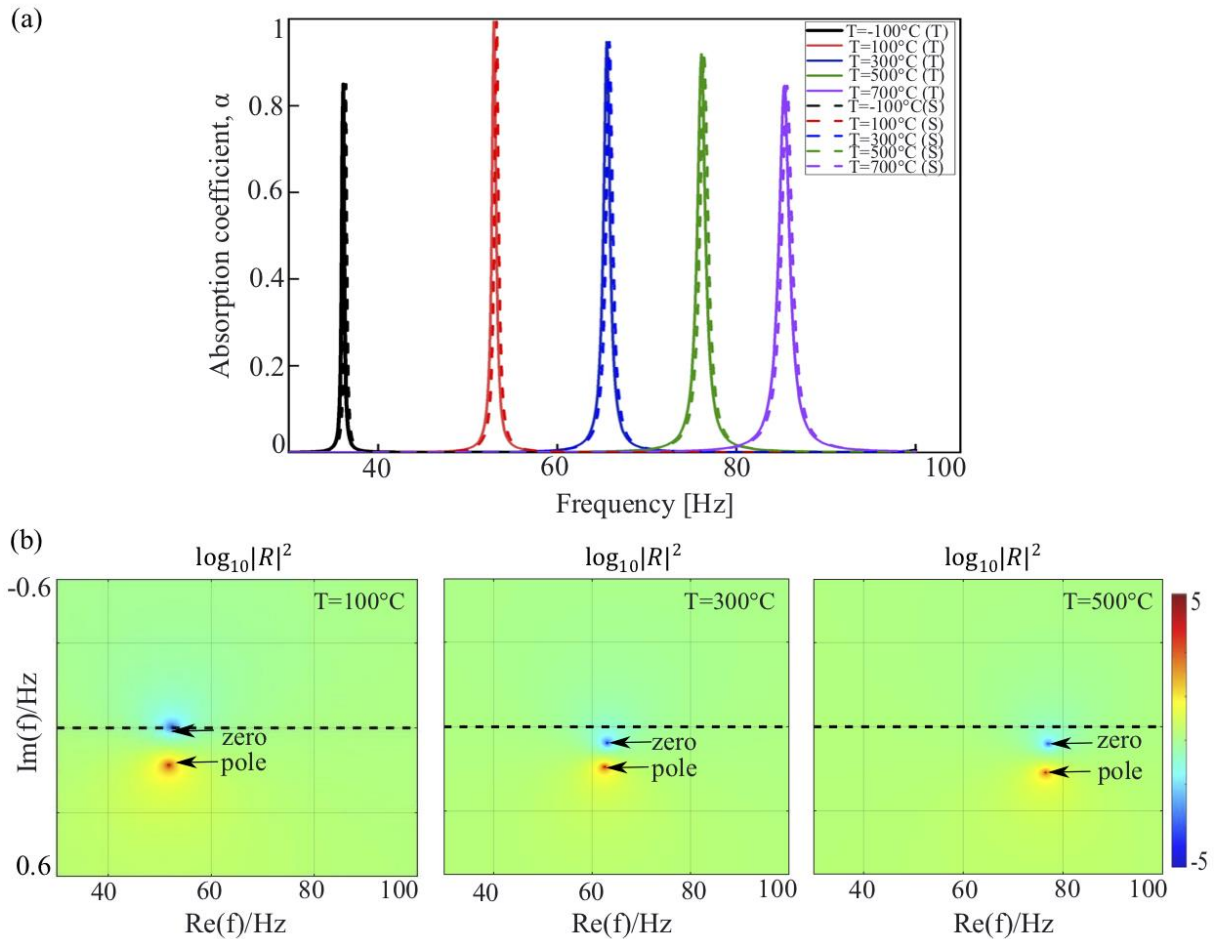 (a)
1
0.8
0.6
0.4
0.2
0
Absorption coefficient, α
T=-100°C (T)
T=100°C (T)
T=300°C (T)
T=500°C (T)
T=700°C (T)
T=-100°C(S)
T=100°C (S)
T=300°C (S)
T=500°C (S)
T=700°C (S)
40 60 80 100
Frequency [Hz]
(b)
log₁₀|R|² log₁₀|R|² log₁₀|R|²
-0.6
Im(f)/Hz
0.6
T=100°C
zero
pole
40 60 80 100
Re(f)/Hz
T=300°C
zero
pole
40 60 80 100
Re(f)/Hz
T=500°C
zero
pole
40 60 80 100
Re(f)/Hz
5
-5